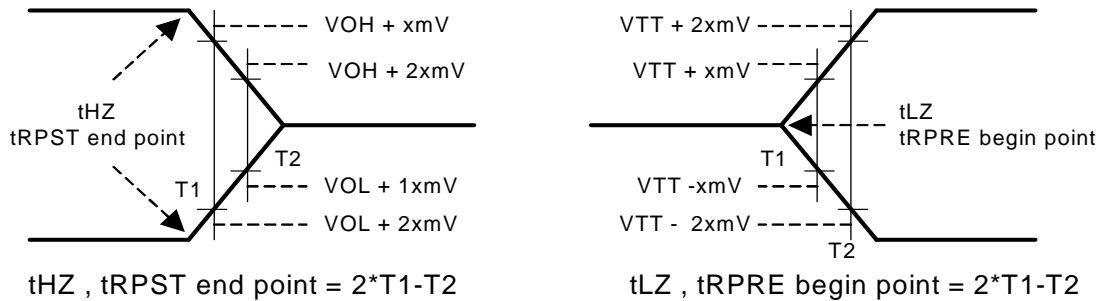 VOH + xmV
VOH + 2xmV
tHZ
tRPST end point
T2
T1
VOL + 1xmV
VOL + 2xmV
tHZ , tRPST end point = 2*T1-T2
VTT + 2xmV
VTT + xmV
tLZ
tRPRE begin point
T1
VTT -xmV
VTT - 2xmV
T2
tLZ , tRPRE begin point = 2*T1-T2